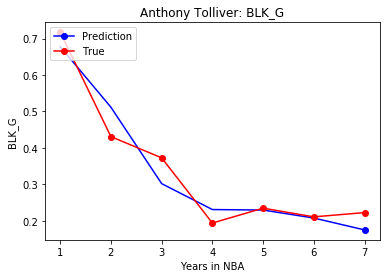 Anthony Tolliver: BLK_G
Prediction
True
0.7
0.6
0.5
0.4
0.3
0.2
BLK_G
1 2 3 4 5 6 7
Years in NBA